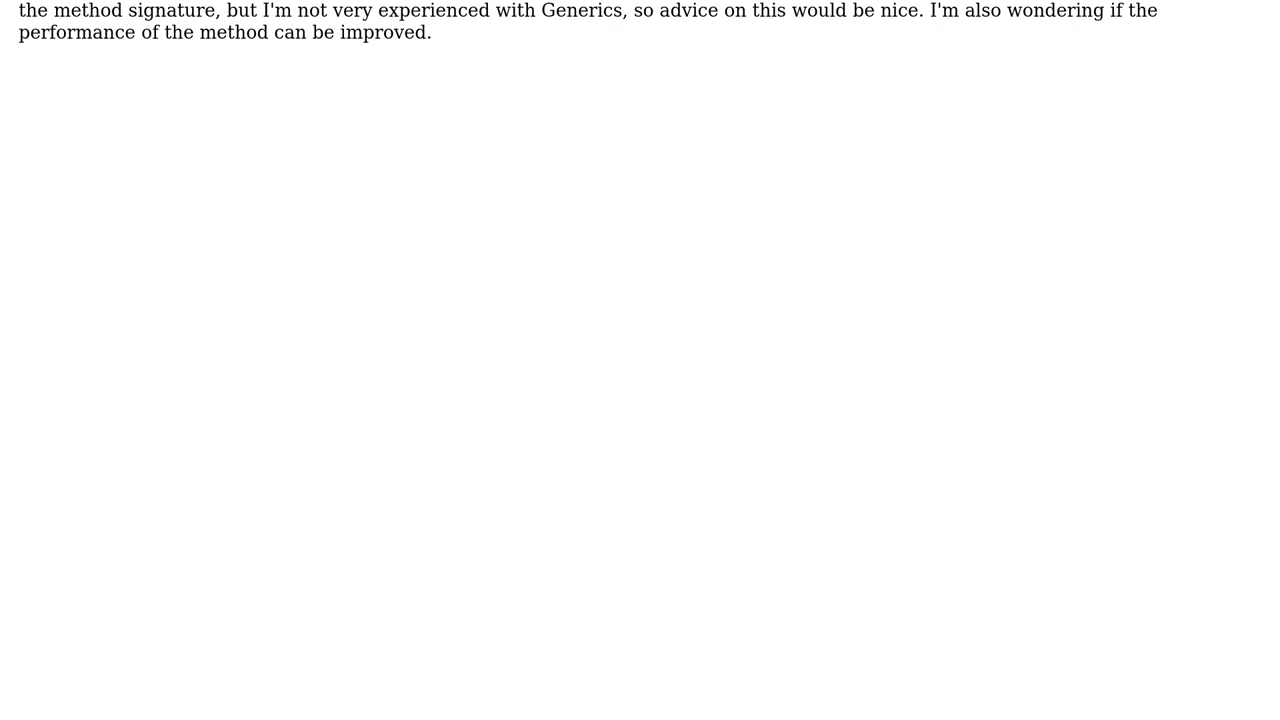 the method signature, but I'm not very experienced with Generics, so advice on this would be nice. I'm also wondering if the
performance of the method can be improved.